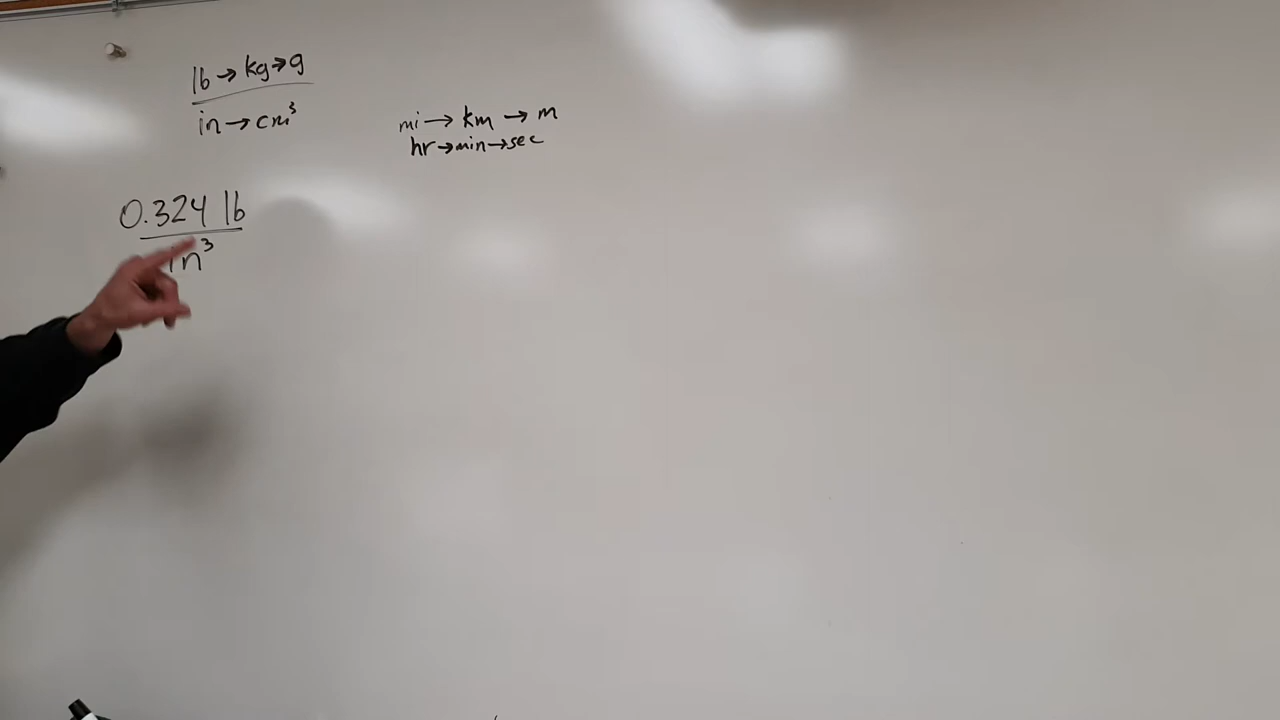 lb → kg → g
in → cm³
mi → km → m
hr → min → sec
0.324 lb
in³